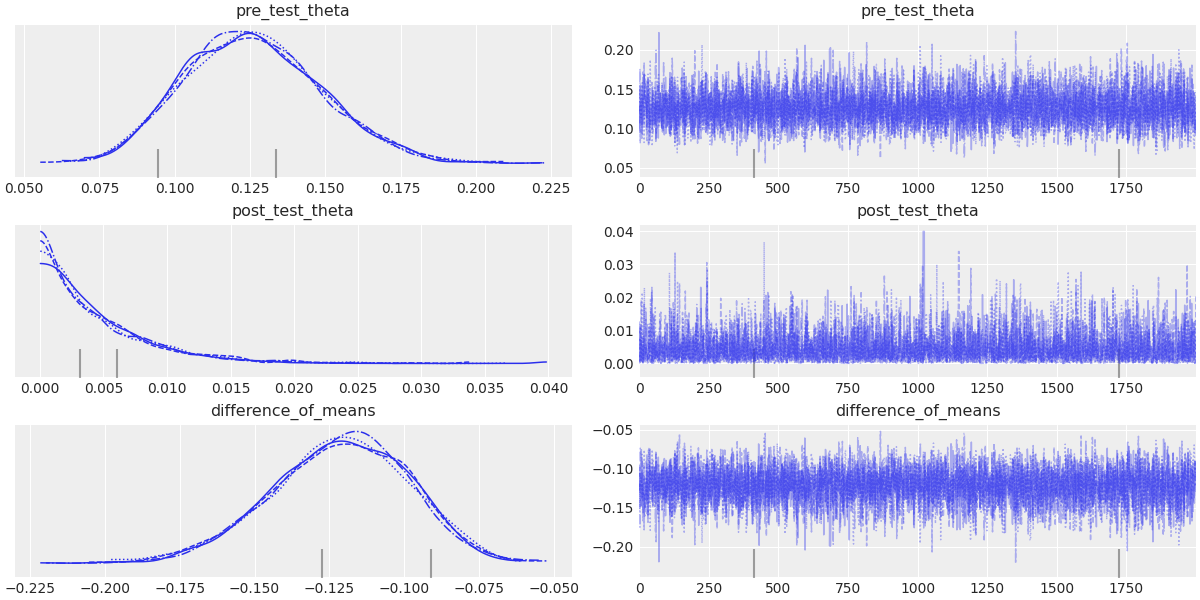 pre_test_theta
0.050 0.075 0.100 0.125 0.150 0.175 0.200 0.225
pre_test_theta
0.20
0.15
0.10
0.05
0 250 500 750 1000 1250 1500 1750
post_test_theta
0.000 0.005 0.010 0.015 0.020 0.025 0.030 0.035 0.040
post_test_theta
0.04
0.03
0.02
0.01
0.00
0 250 500 750 1000 1250 1500 1750
difference_of_means
−0.225 −0.200 −0.175 −0.150 −0.125 −0.100 −0.075 −0.050
difference_of_means
−0.05
−0.10
−0.15
−0.20
0 250 500 750 1000 1250 1500 1750